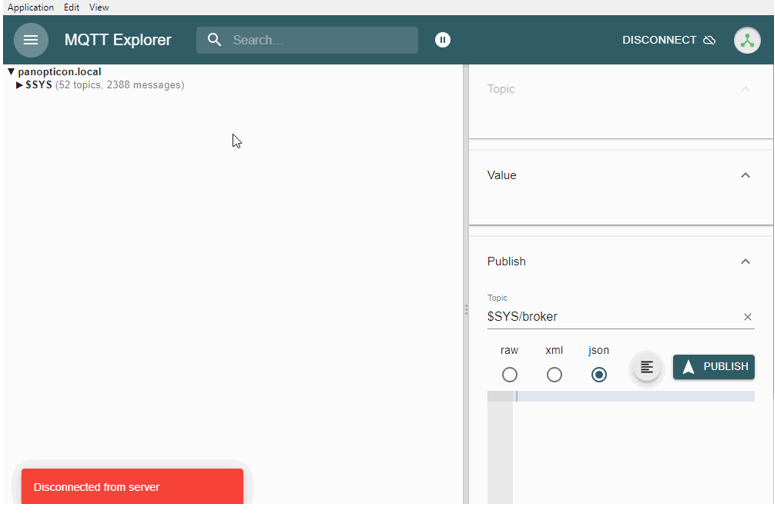 Application Edit View
MQTT Explorer Search... DISCONNECT
▼ panopticon.local
▶ $SYS (52 topics, 2388 messages)
Topic
Value
Publish
Topic
$SYS/broker
raw xml json
PUBLISH
Disconnected from server